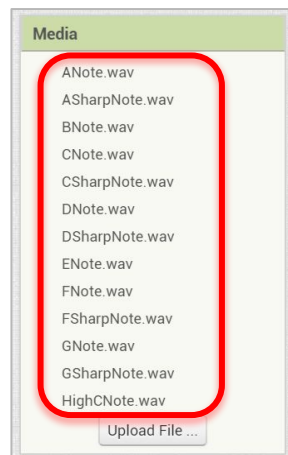 Media
ANote.wav
ASharpNote.wav
BNote.wav
CNote.wav
CSharpNote.wav
DNote.wav
DSharpNote.wav
ENote.wav
FNote.wav
FSharpNote.wav
GNote.wav
GSharpNote.wav
HighCNote.wav
Upload File ...